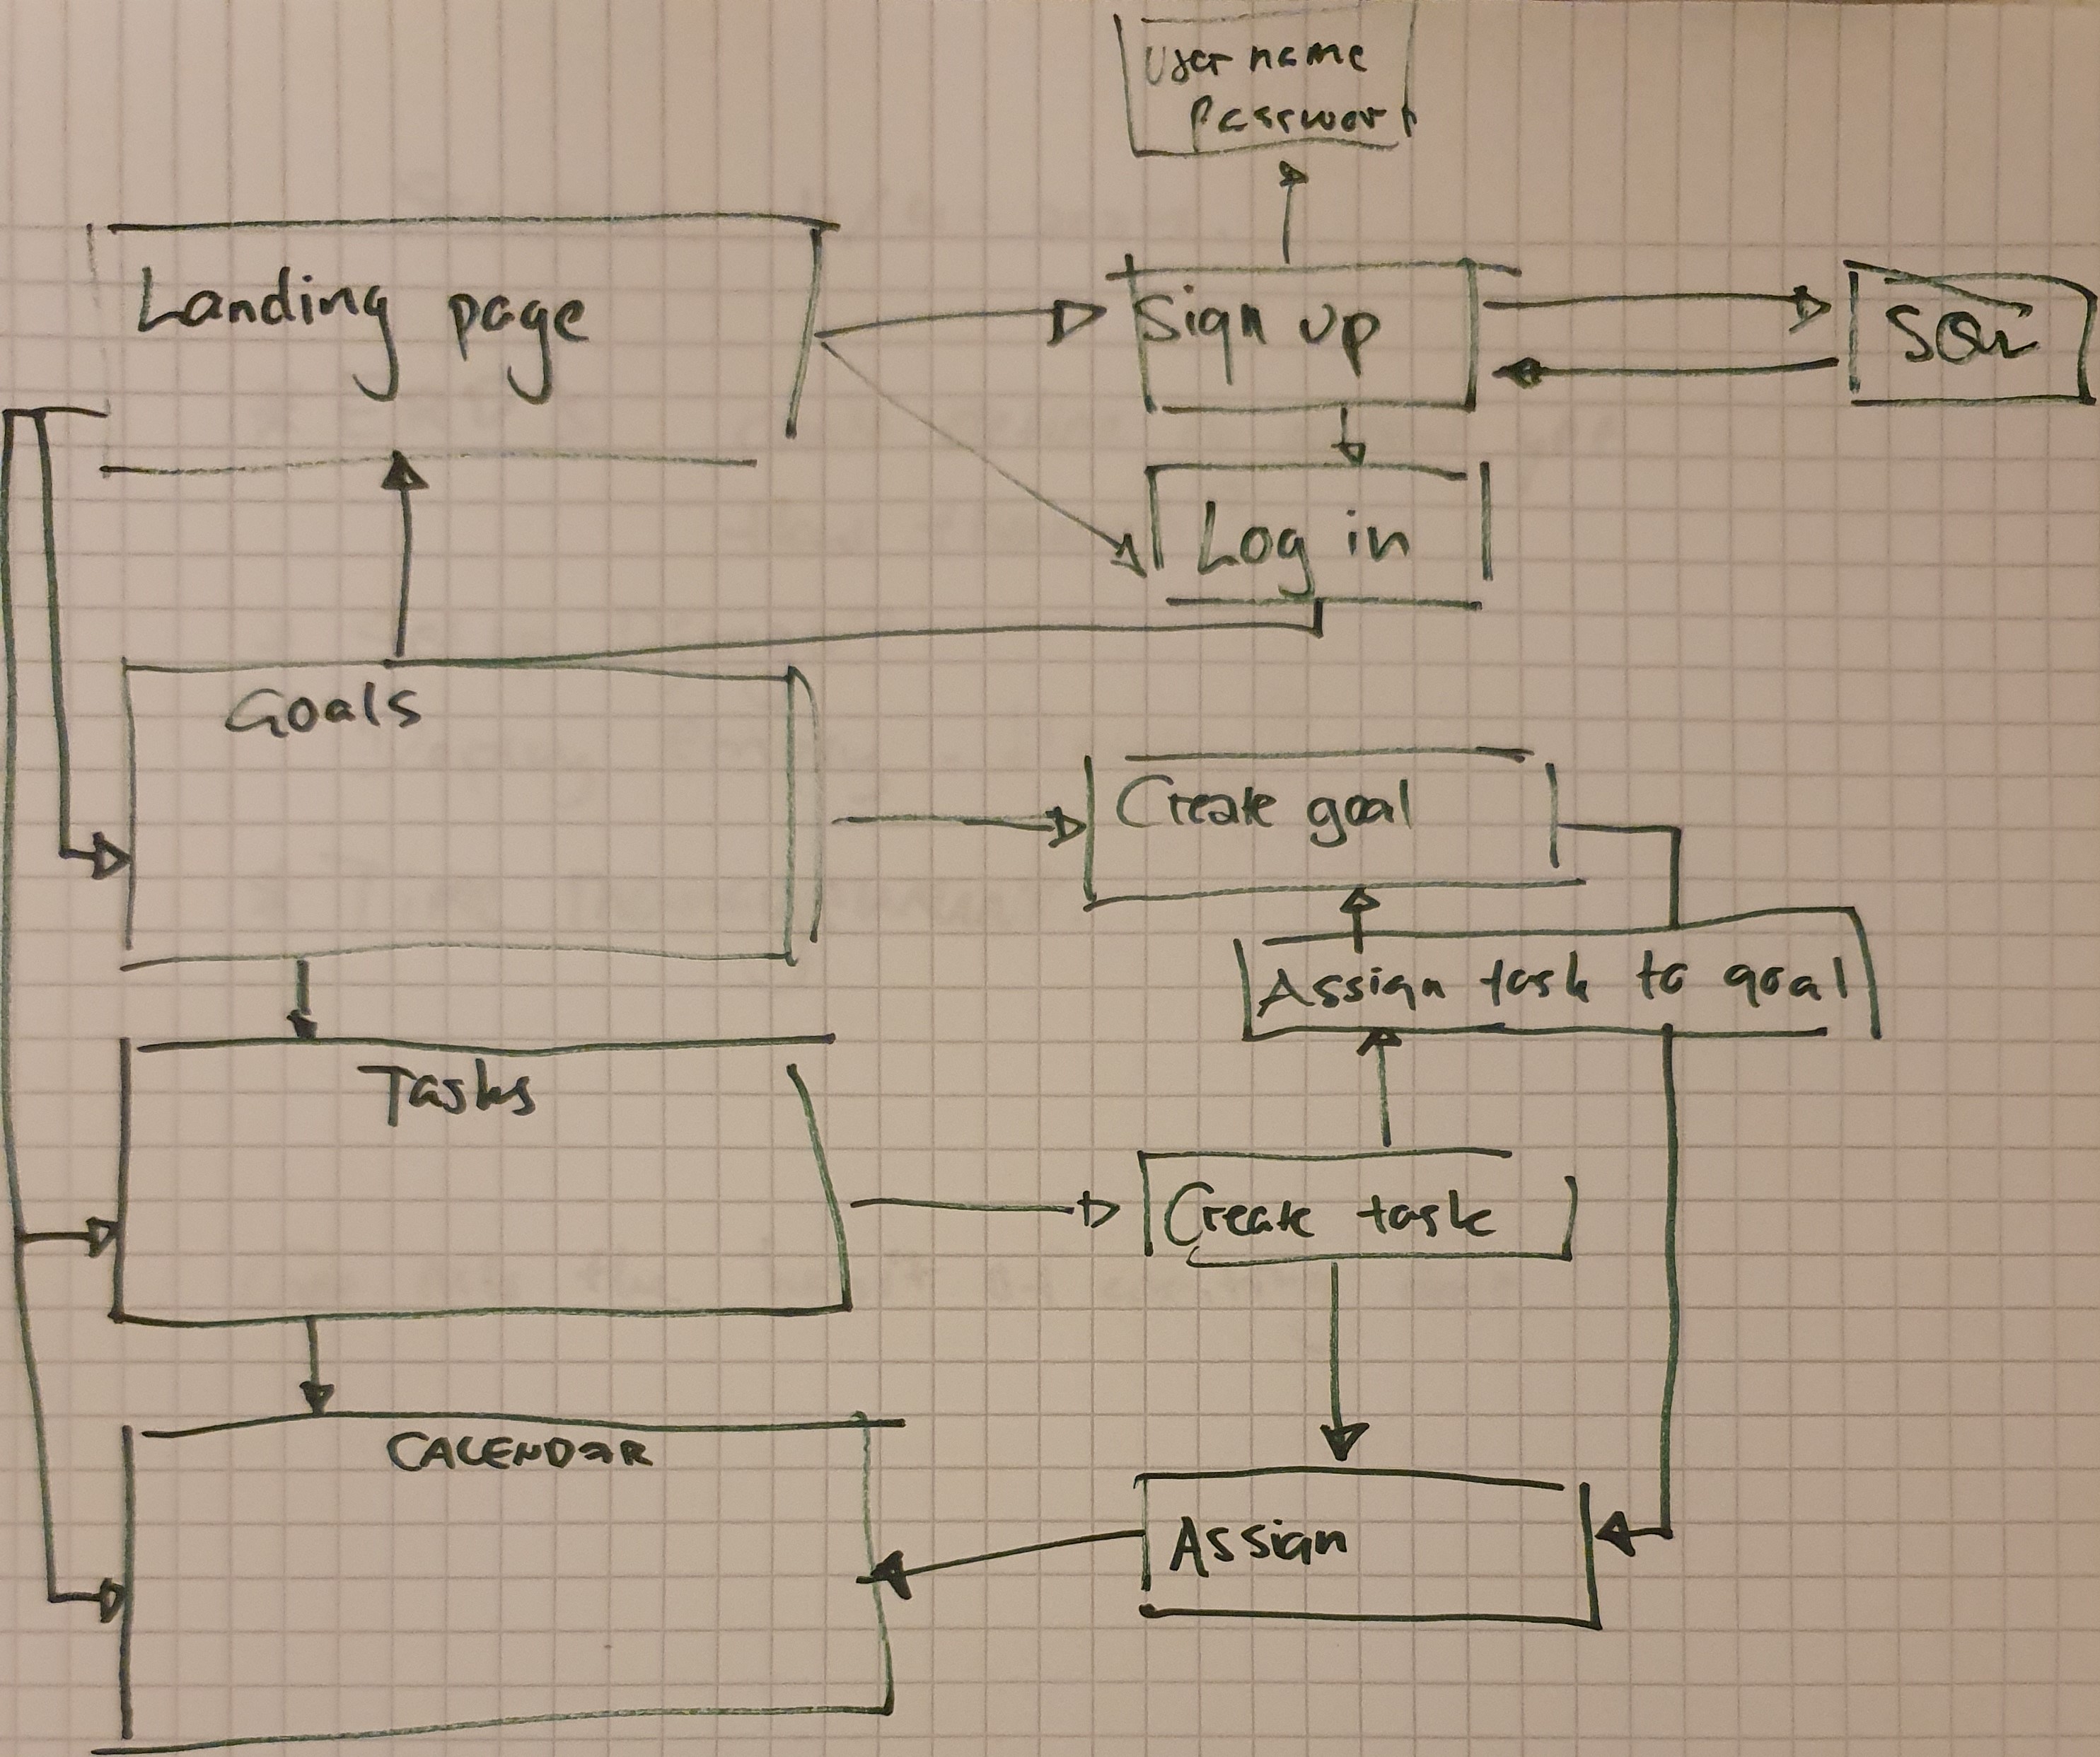 User name
Passwort
Landing page
Sign up
SQL
Log in
Goals
Create goal
Assign task to goal
Tasks
Create task
CALENDAR
Assign